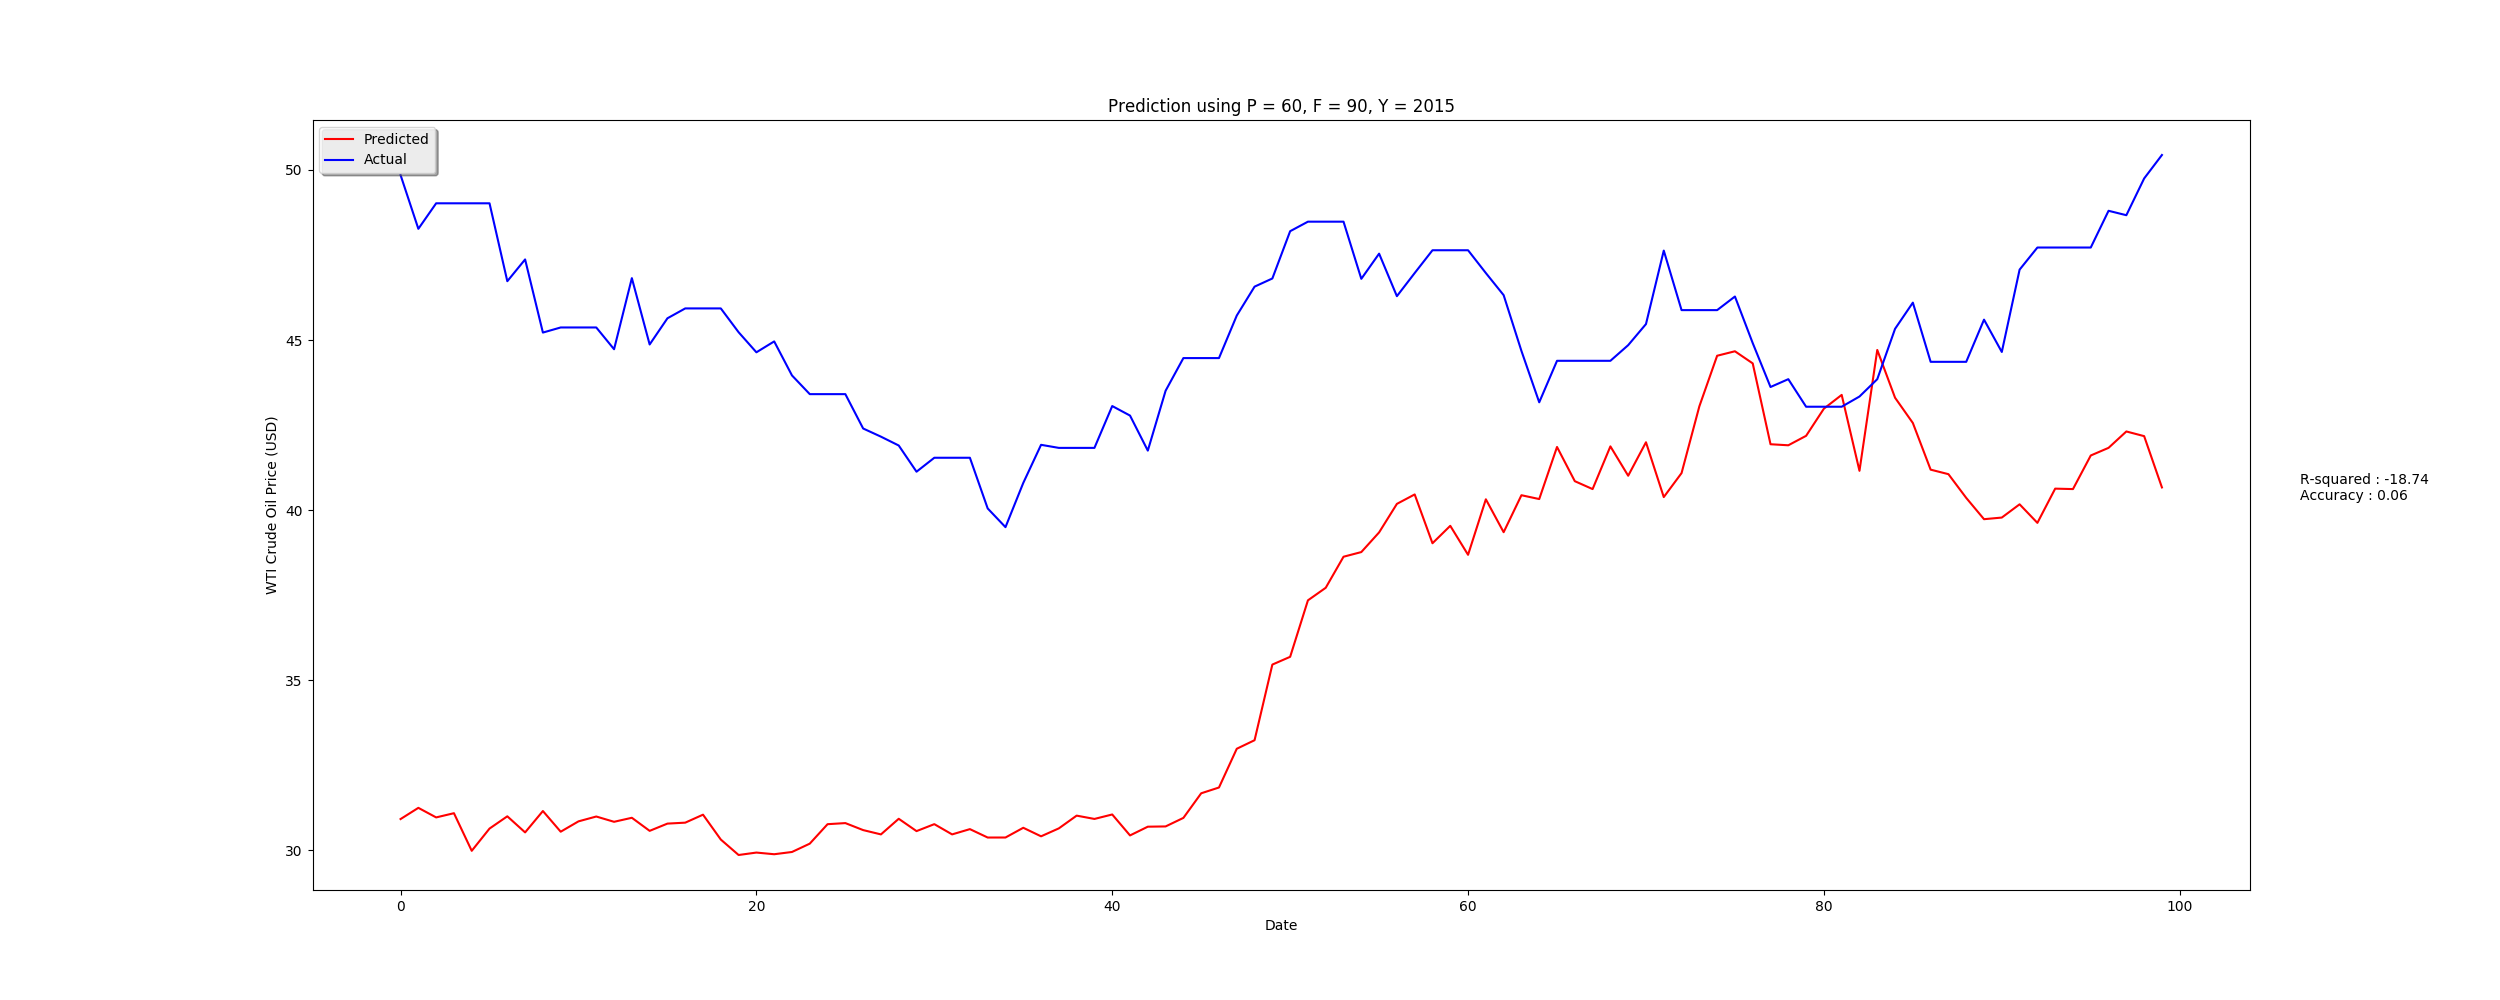 Prediction using P = 60, F = 90, Y = 2015
Predicted
Actual
50
45
40
35
30
WTI Crude Oil Price (USD)
0
20
40
60
80
100
Date
R-squared : -18.74
Accuracy : 0.06